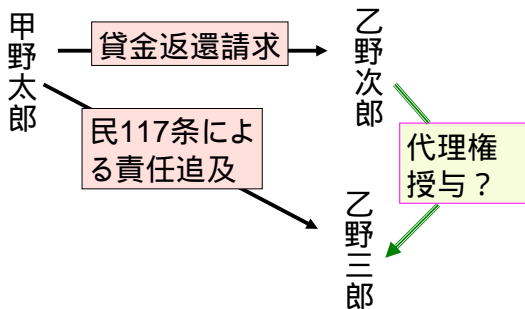 甲野太郎
貸金返還請求
乙野次郎
民117条によ
る責任追及
代理権
授与？
乙野三郎